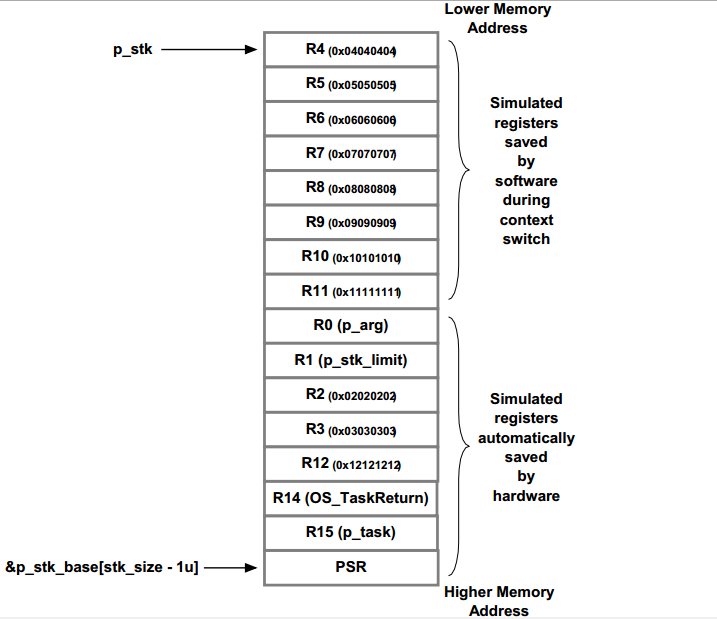 Lower Memory
Address
p_stk
R4 (0x04040404)
R5 (0x05050505)
R6 (0x06060606)
R7 (0x07070707)
R8 (0x08080808)
R9 (0x09090909)
R10 (0x10101010)
R11 (0x11111111)
Simulated
registers
saved
by
software
during
context
switch
R0 (p_arg)
R1 (p_stk_limit)
R2 (0x02020202)
R3 (0x03030303)
R12 (0x12121212)
R14 (OS_TaskReturn)
R15 (p_task)
PSR
Simulated
registers
automatically
saved
by
hardware
&p_stk_base[stk_size - 1u]
Higher Memory
Address